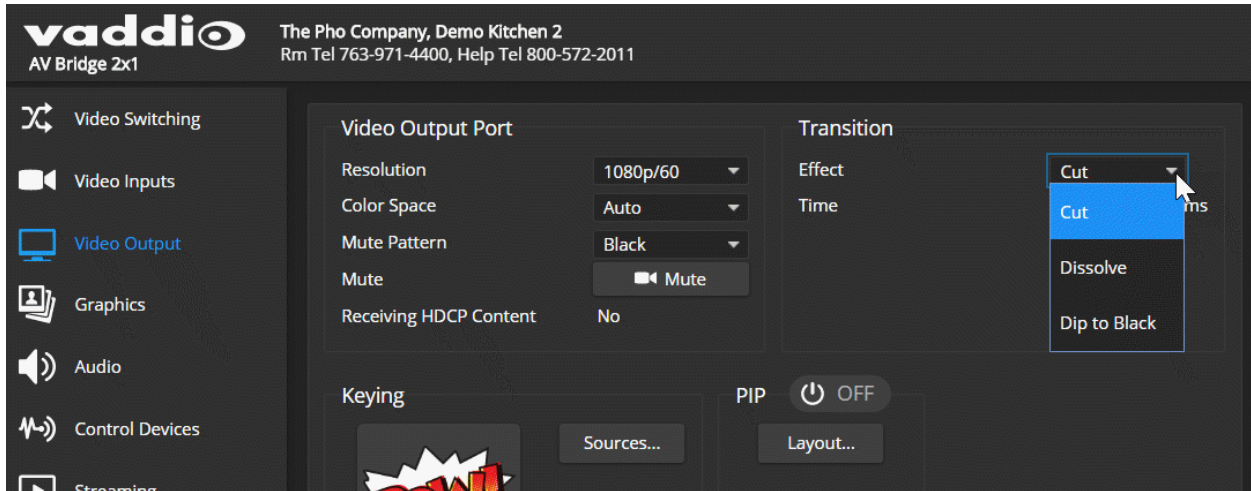 vaddio
AV Bridge 2x1
The Pho Company, Demo Kitchen 2
Rm Tel 763-971-4400, Help Tel 800-572-2011
Video Switching
Video Inputs
Video Output
Graphics
Audio
Control Devices
Streaming
Video Output Port
Resolution 1080p/60
Color Space Auto
Mute Pattern Black
Mute Mute
Receiving HDCP Content No
Transition
Effect Cut
Time ms
Cut
Dissolve
Dip to Black
Keying
Sources...
PIP OFF
Layout...